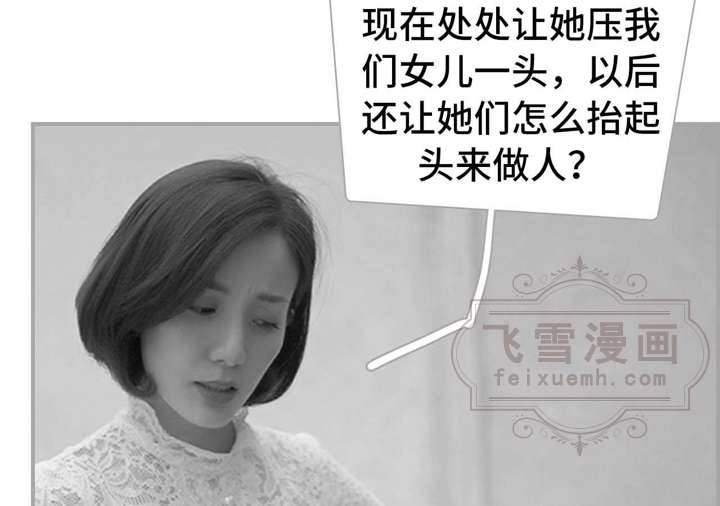 现在处处让她压我
们女儿一头，以后
还让她们怎么抬起
头来做人？
飞雪漫画
feixuemh.com